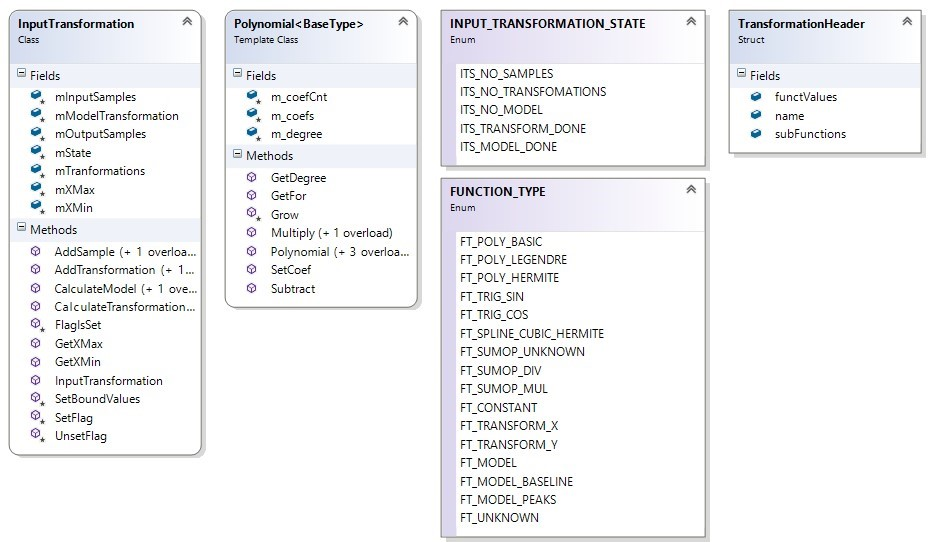 InputTransformation
Class
Fields
mInputSamples
mModelTransformation
mOutputSamples
mState
mTranformations
mXMax
mXMin
Methods
AddSample (+ 1 overloa...
AddTransformation (+ 1...
CalculateModel (+ 1 ove...
CalculateTransformation...
FlagIsSet
GetXMax
GetXMin
InputTransformation
SetBoundValues
SetFlag
UnsetFlag
Polynomial<BaseType>
Template Class
Fields
m_coefCnt
m_coefs
m_degree
Methods
GetDegree
GetFor
Grow
Multiply (+ 1 overload)
Polynomial (+ 3 overloa...
SetCoef
Subtract
INPUT_TRANSFORMATION_STATE
Enum
ITS_NO_SAMPLES
ITS_NO_TRANSFOMATIONS
ITS_NO_MODEL
ITS_TRANSFORM_DONE
ITS_MODEL_DONE
FUNCTION_TYPE
Enum
FT_POLY_BASIC
FT_POLY_LEGENDRE
FT_POLY_HERMITE
FT_TRIG_SIN
FT_TRIG_COS
FT_SPLINE_CUBIC_HERMITE
FT_SUMOP_UNKNOWN
FT_SUMOP_DIV
FT_SUMOP_MUL
FT_CONSTANT
FT_TRANSFORM_X
FT_TRANSFORM_Y
FT_MODEL
FT_MODEL_BASELINE
FT_MODEL_PEAKS
FT_UNKNOWN
TransformationHeader
Struct
Fields
functValues
name
subFunctions